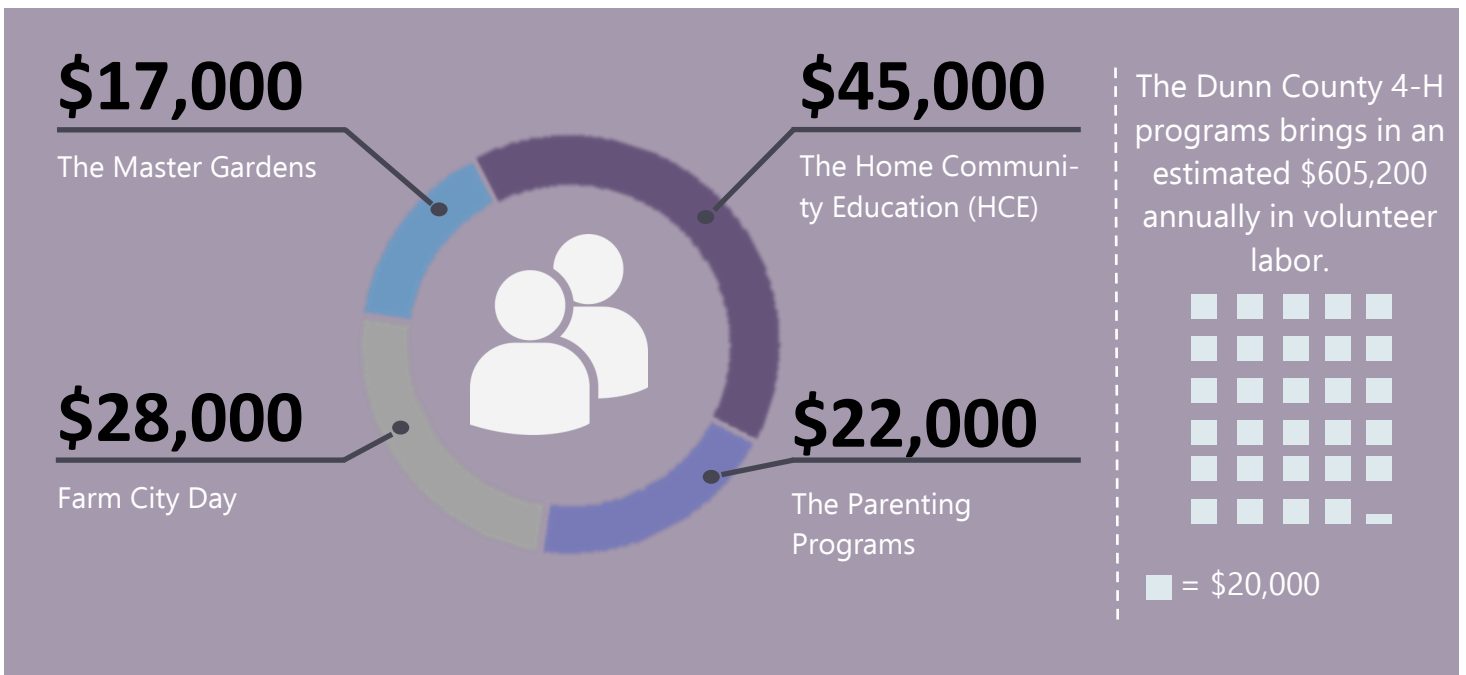 $17,000
The Master Gardens
$45,000
The Home Communi-
ty Education (HCE)
$28,000
Farm City Day
$22,000
The Parenting
Programs
The Dunn County 4-H
programs brings in an
estimated $605,200
annually in volunteer
labor.
= $20,000